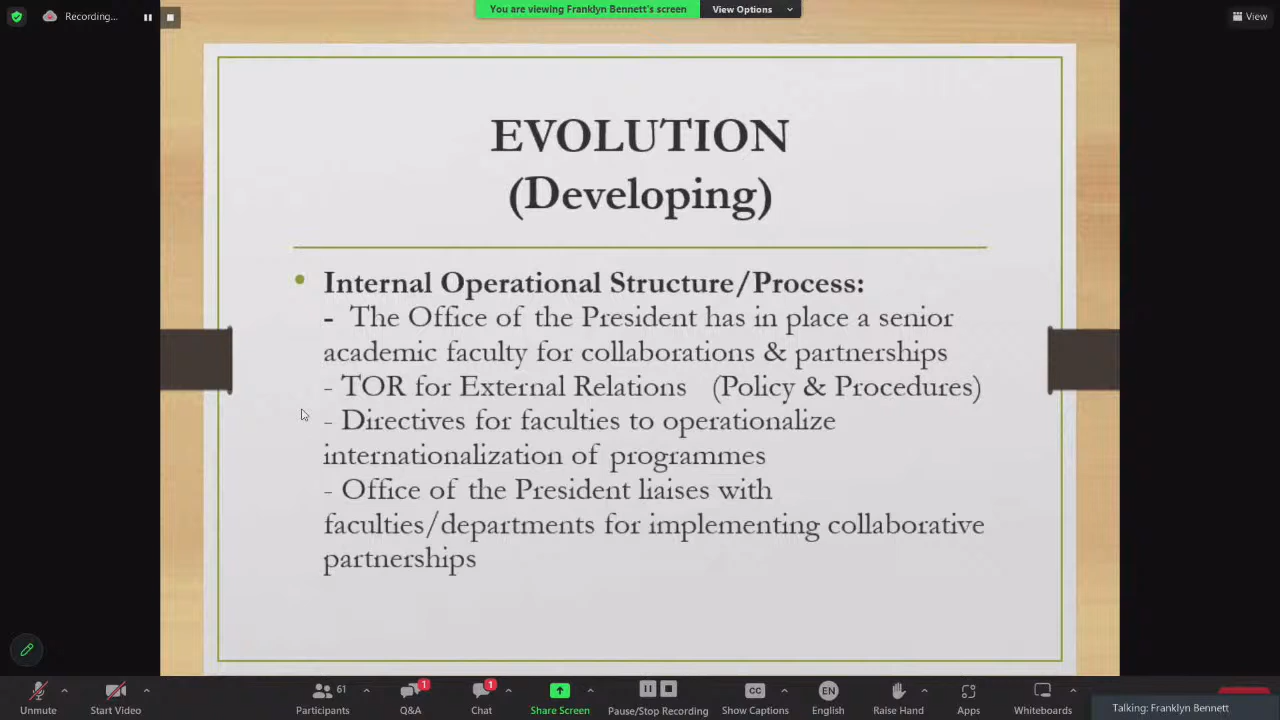 Recording...
You are viewing Franklyn Bennett's screen
View Options
View
EVOLUTION
(Developing)
Internal Operational Structure/Process:
- The Office of the President has in place a senior
academic faculty for collaborations & partnerships
- TOR for External Relations (Policy & Procedures)
- Directives for faculties to operationalize
internationalization of programmes
- Office of the President liaises with
faculties/departments for implementing collaborative
partnerships
Unmute
Start Video
61
Participants
1
Q&A
1
Chat
Share Screen
Pause/Stop Recording
CC
Show Captions
EN
English
Raise Hand
Apps
Whiteboards
Talking: Franklyn Bennett